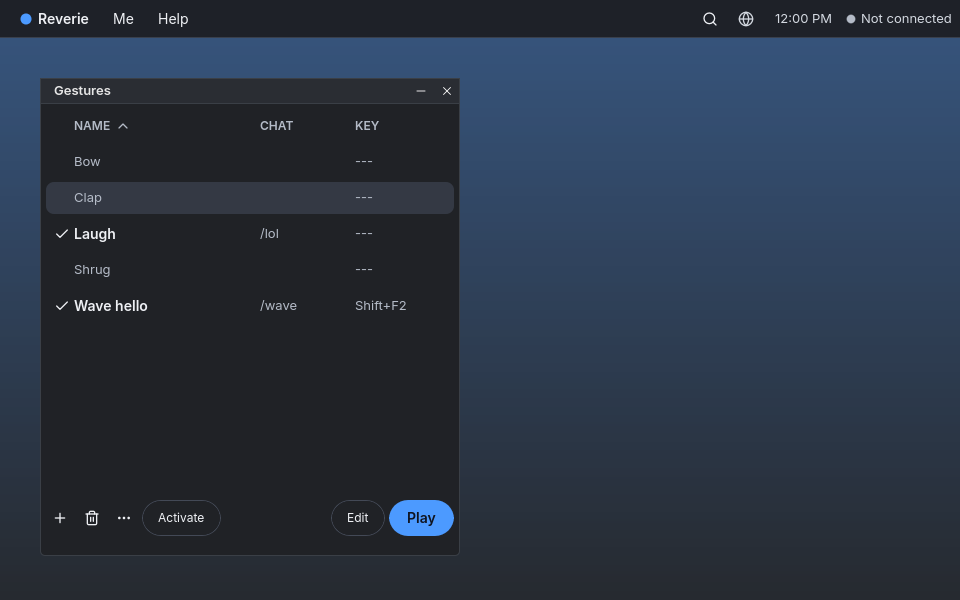 Reverie Me Help 12:00 PM Not connected
Gestures
NAME CHAT KEY
Bow ---
Clap ---
Laugh /lol ---
Shrug ---
Wave hello /wave Shift+F2
Activate Edit Play